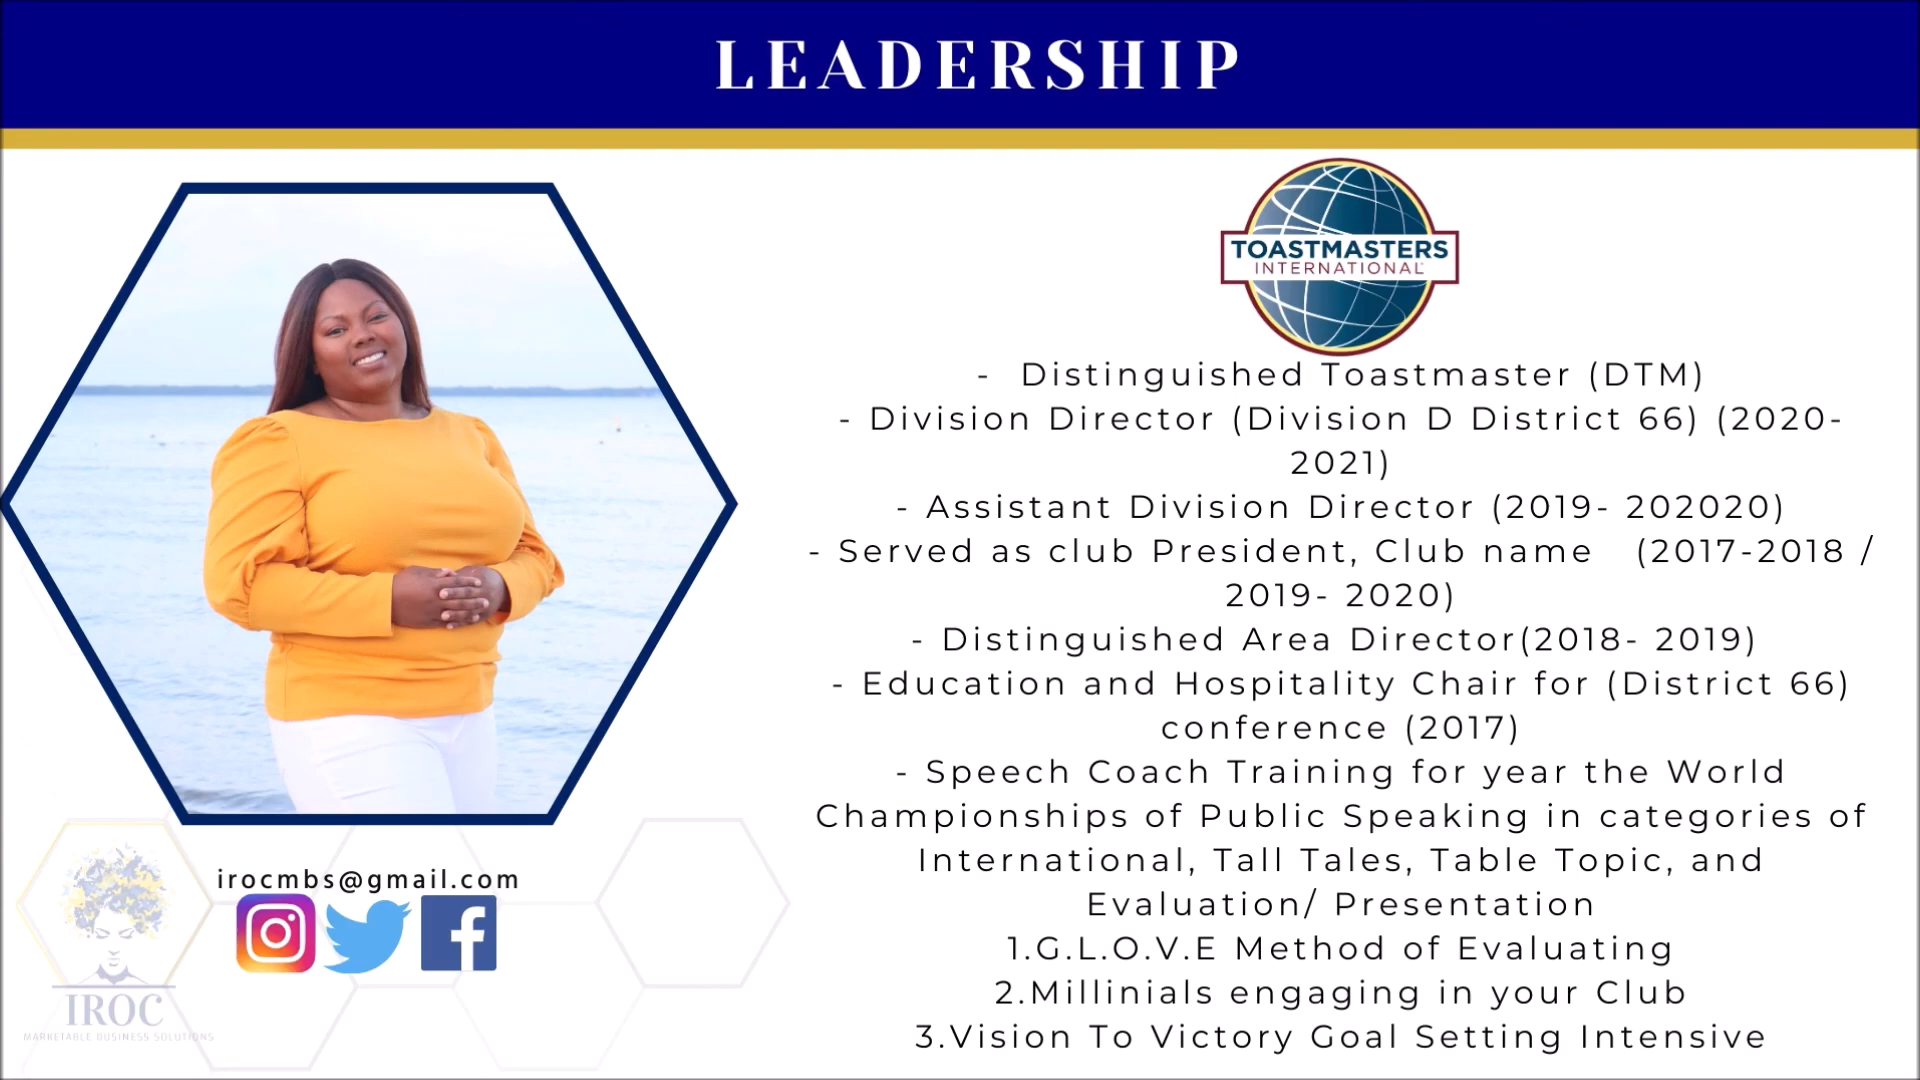 LEADERSHIP
TOASTMASTERS
INTERNATIONAL
- Distinguished Toastmaster (DTM)
- Division Director (Division D District 66) (2020-
2021)
- Assistant Division Director (2019- 202020)
- Served as club President, Club name (2017-2018 /
2019- 2020)
- Distinguished Area Director(2018- 2019)
- Education and Hospitality Chair for (District 66)
conference (2017)
- Speech Coach Training for year the World
Championships of Public Speaking in categories of
International, Tall Tales, Table Topic, and
Evaluation/ Presentation
1.G.L.O.V.E Method of Evaluating
2.Millinials engaging in your Club
3.Vision To Victory Goal Setting Intensive
irocmbs@gmail.com
IROC
MARKETABLE BUSINESS SOLUTIONS